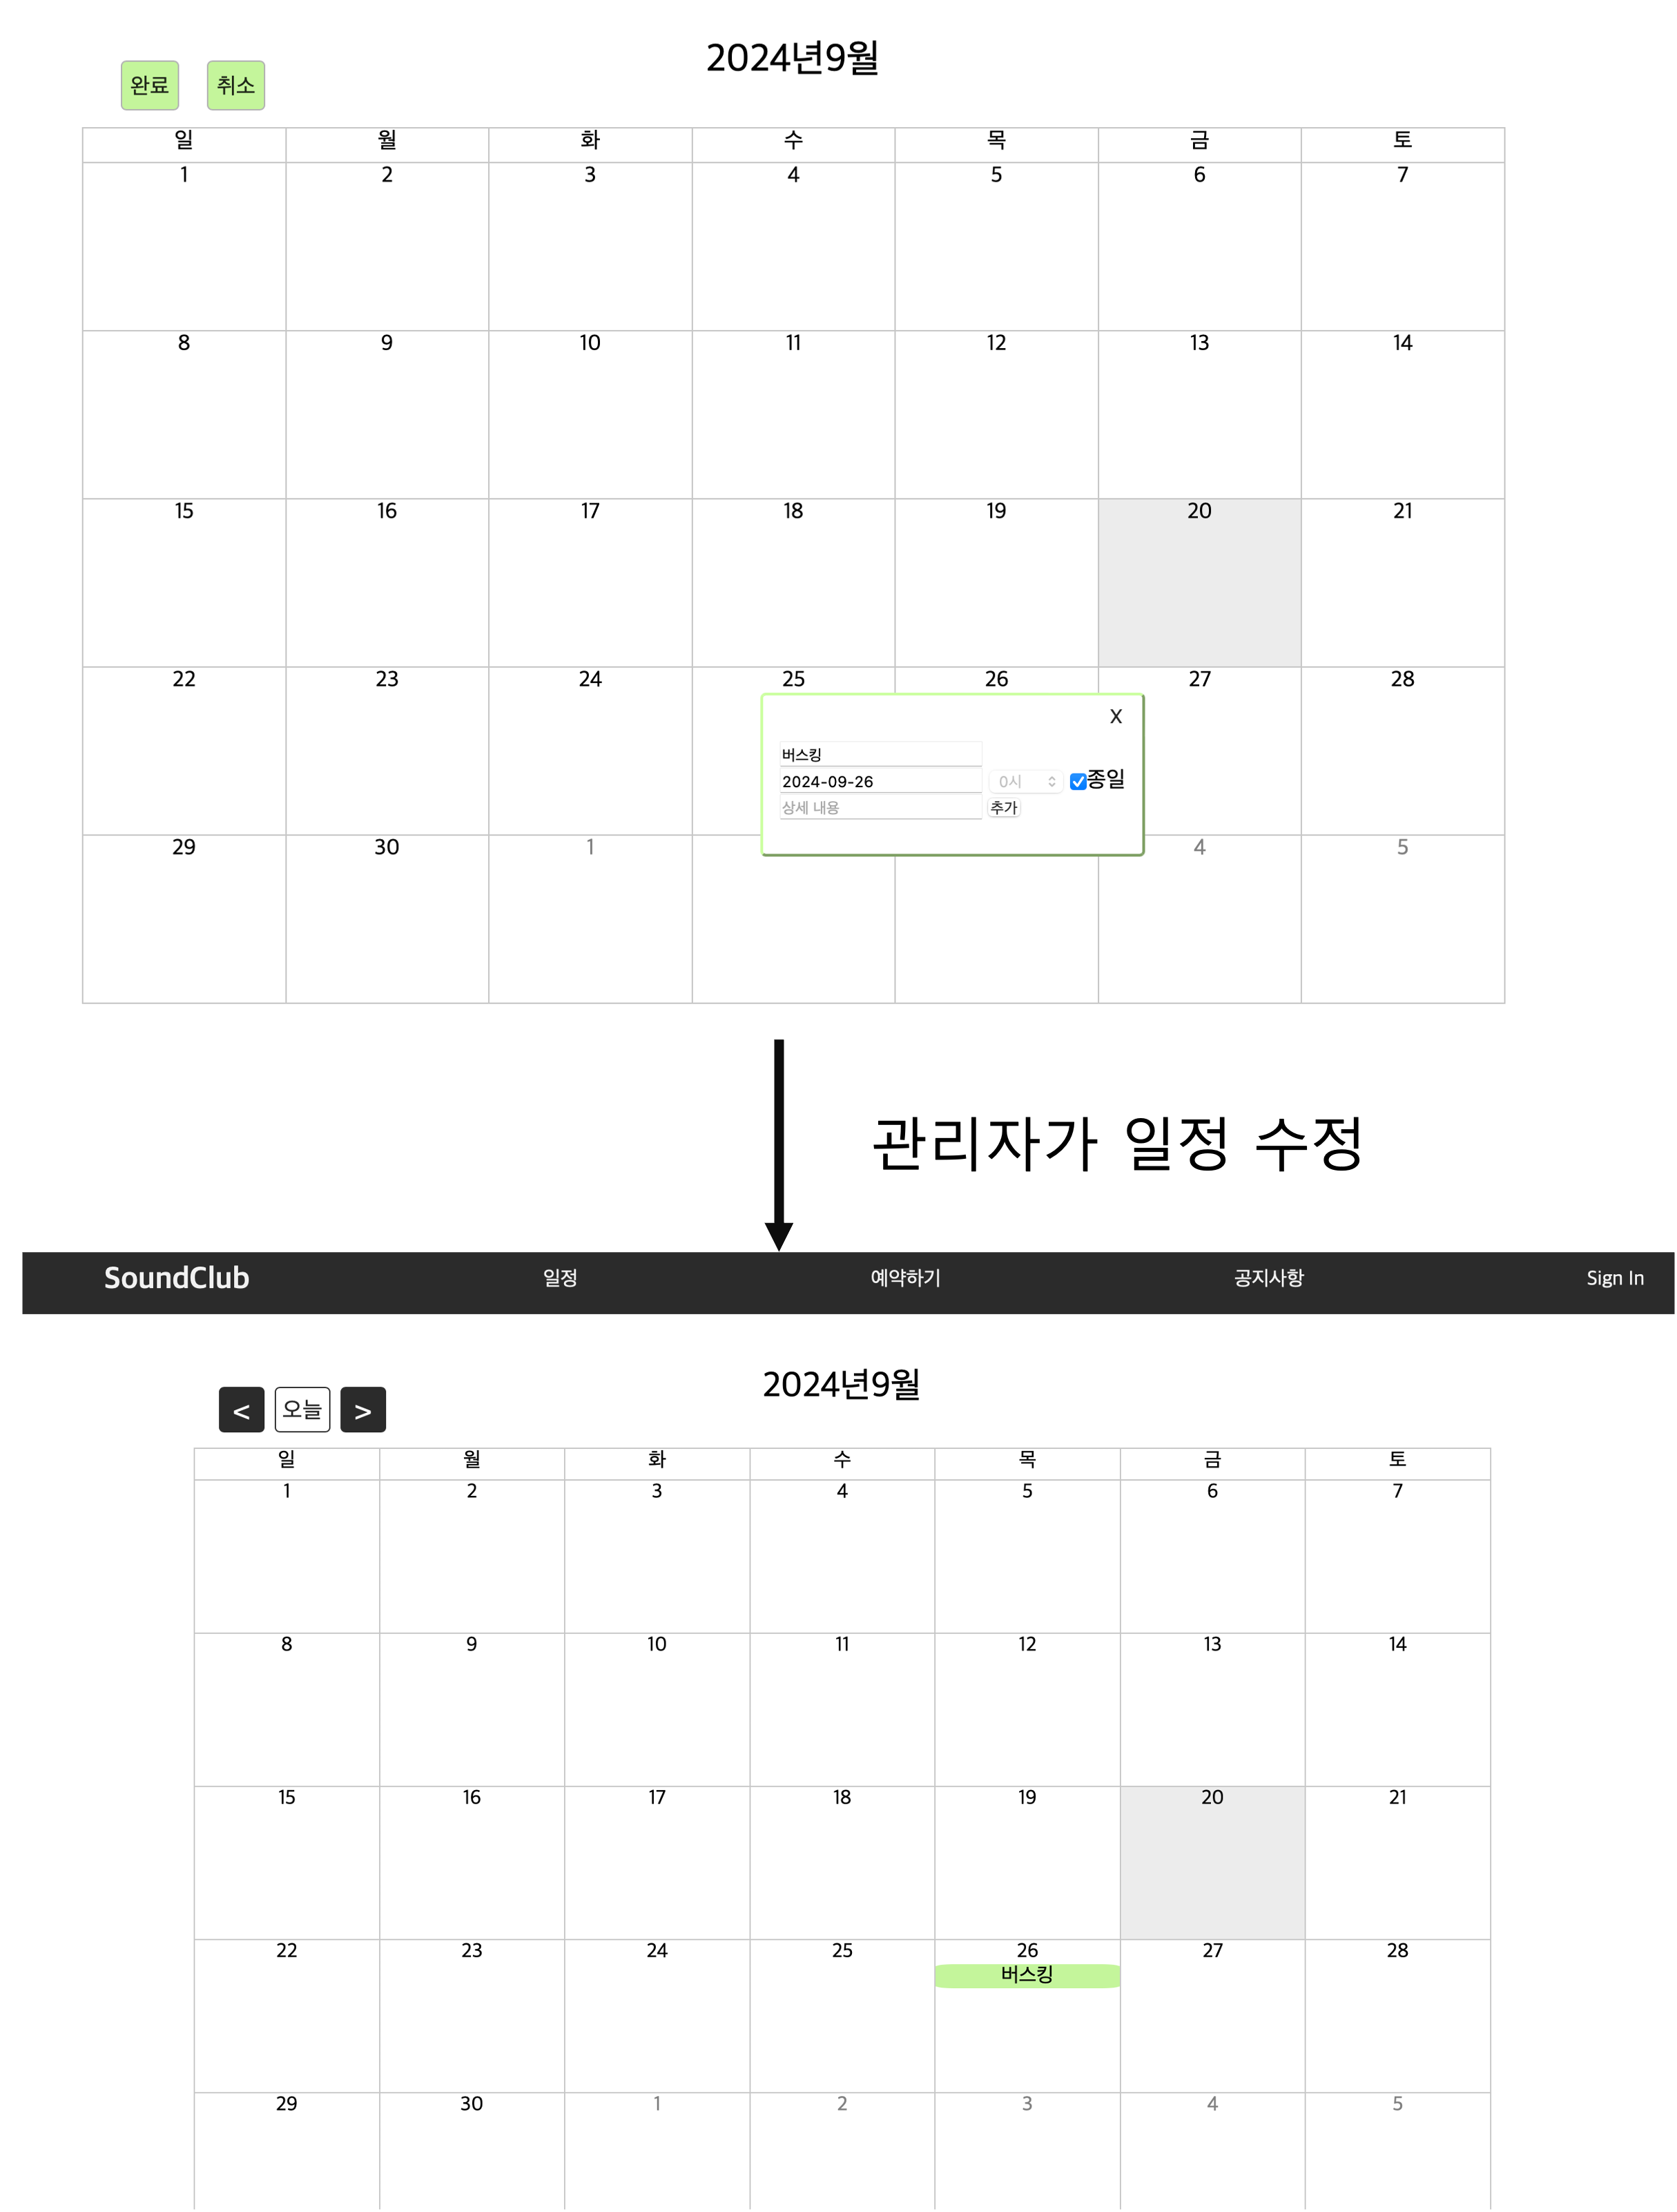 2024년9월
완료 취소
일 월 화 수 목 금 토
1 2 3 4 5 6 7
8 9 10 11 12 13 14
15 16 17 18 19 20 21
22 23 24 25 26 27 28
X
버스킹
2024-09-26 0시 종일
상세 내용 추가
29 30 1 4 5
관리자가 일정 수정
SoundClub 일정 예약하기 공지사항 Sign In
2024년9월
< 오늘 >
일 월 화 수 목 금 토
1 2 3 4 5 6 7
8 9 10 11 12 13 14
15 16 17 18 19 20 21
22 23 24 25 26 27 28
버스킹
29 30 1 2 3 4 5